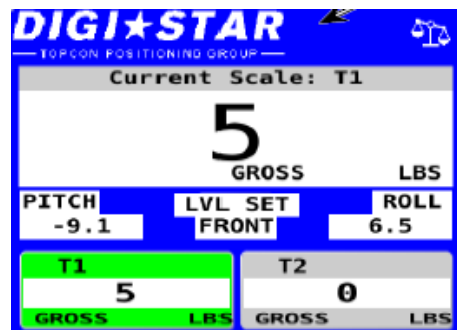 DIGI★STAR
TOPCON POSITIONING GROUP
Current Scale: T1
5
GROSS LBS
PITCH LVL SET ROLL
-9.1 FRONT 6.5
T1 T2
5 0
GROSS LBS GROSS LBS